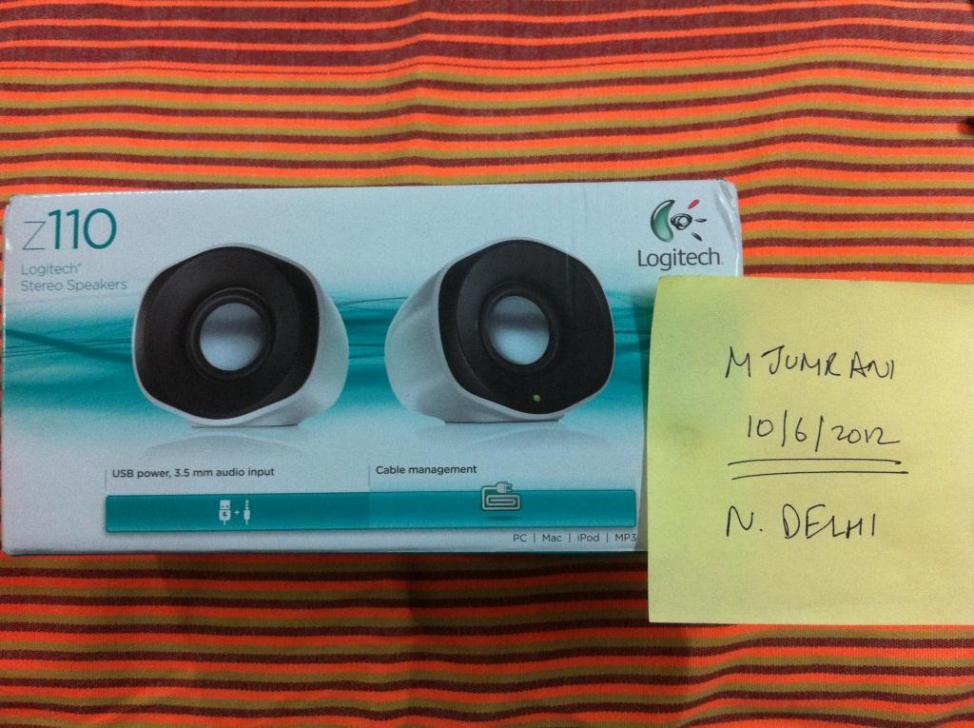 z110
Logitech®
Stereo Speakers
Logitech
USB power, 3.5 mm audio input
Cable management
PC | Mac | iPod | MP3
M JUMRANI
10/6/2012
N. DELHI